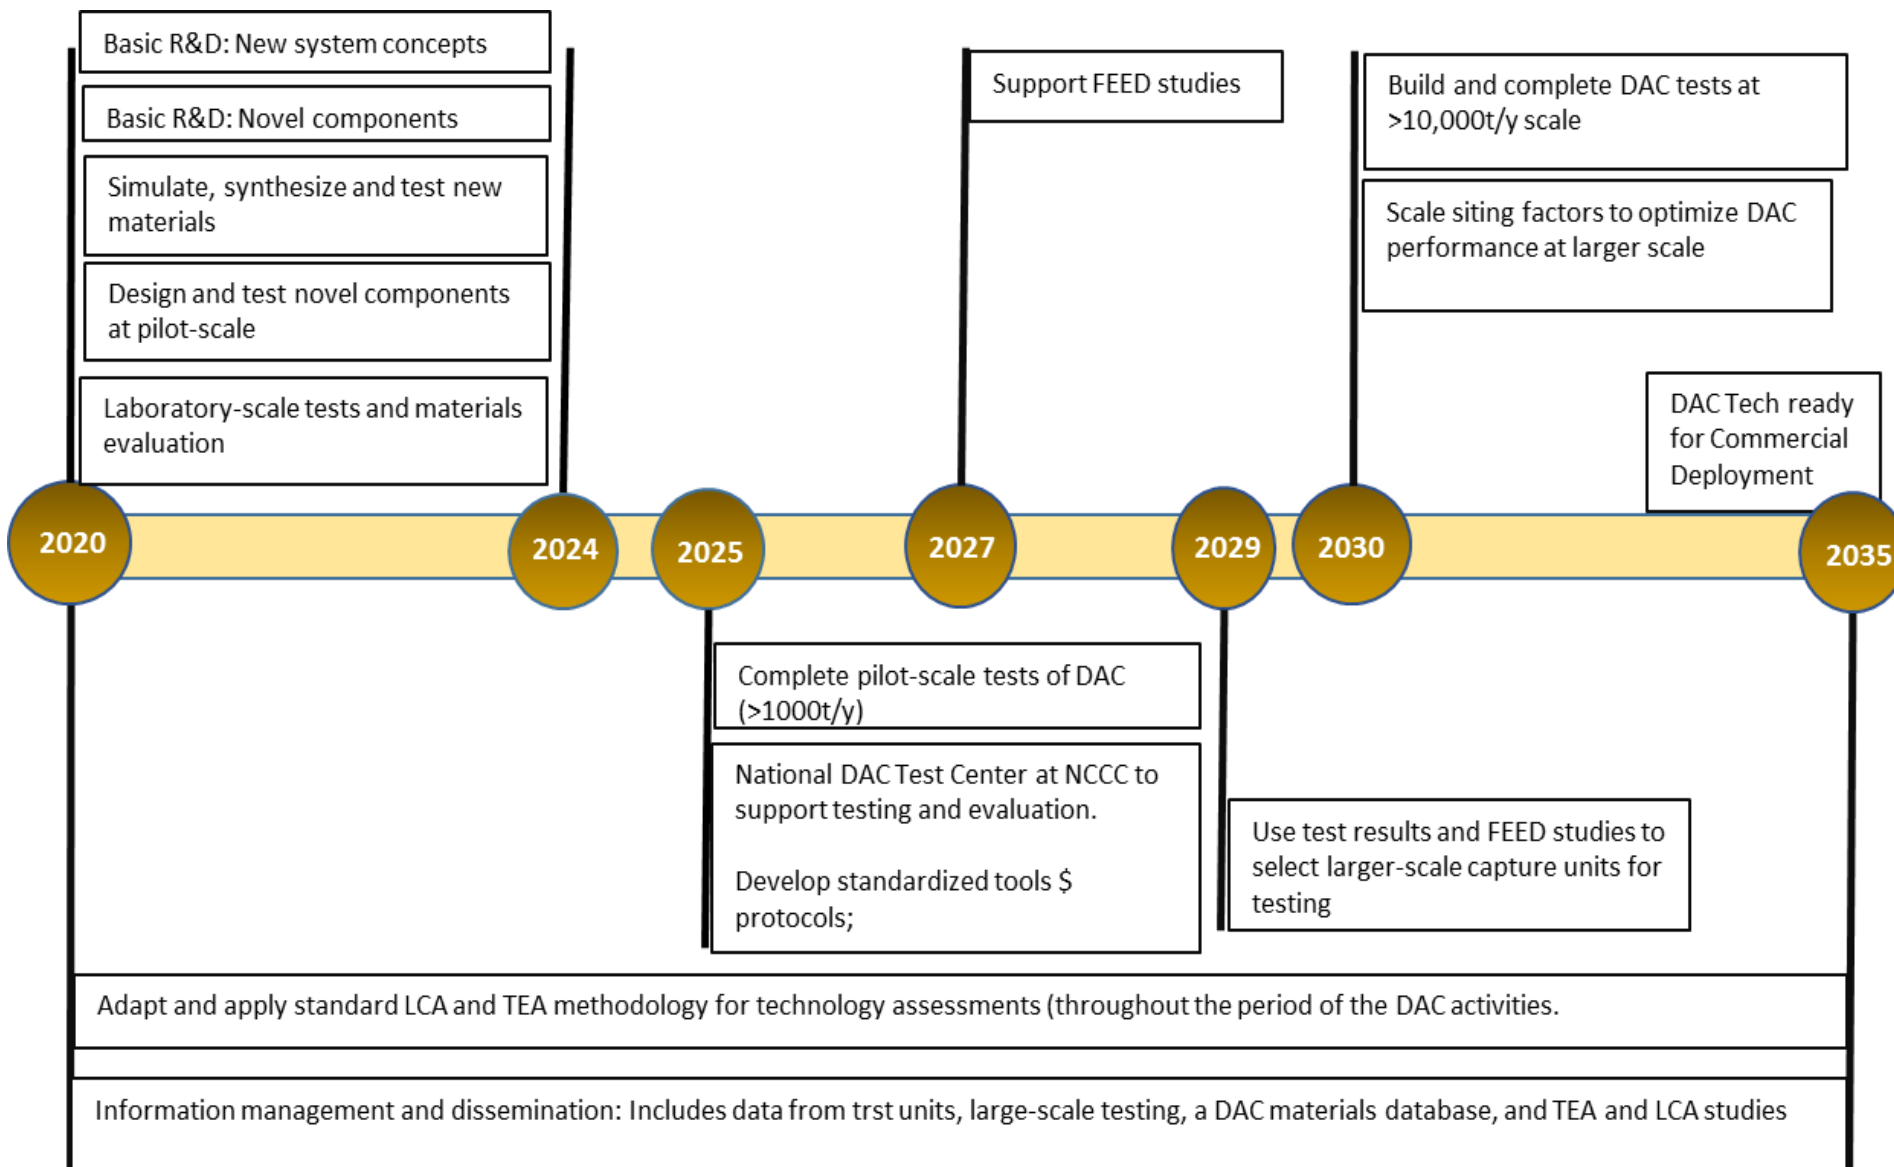 Basic R&D: New system concepts
Basic R&D: Novel components
Simulate, synthesize and test new
materials
Design and test novel components
at pilot-scale
Laboratory-scale tests and materials
evaluation
Support FEED studies
Build and complete DAC tests at
>10,000t/y scale
Scale siting factors to optimize DAC
performance at larger scale
DAC Tech ready
for Commercial
Deployment
2020
2024
2025
2027
2029
2030
2035
Complete pilot-scale tests of DAC
(>1000t/y)
National DAC Test Center at NCCC to
support testing and evaluation.
Develop standardized tools $
protocols;
Use test results and FEED studies to
select larger-scale capture units for
testing
Adapt and apply standard LCA and TEA methodology for technology assessments (throughout the period of the DAC activities.
Information management and dissemination: Includes data from trst units, large-scale testing, a DAC materials database, and TEA and LCA studies